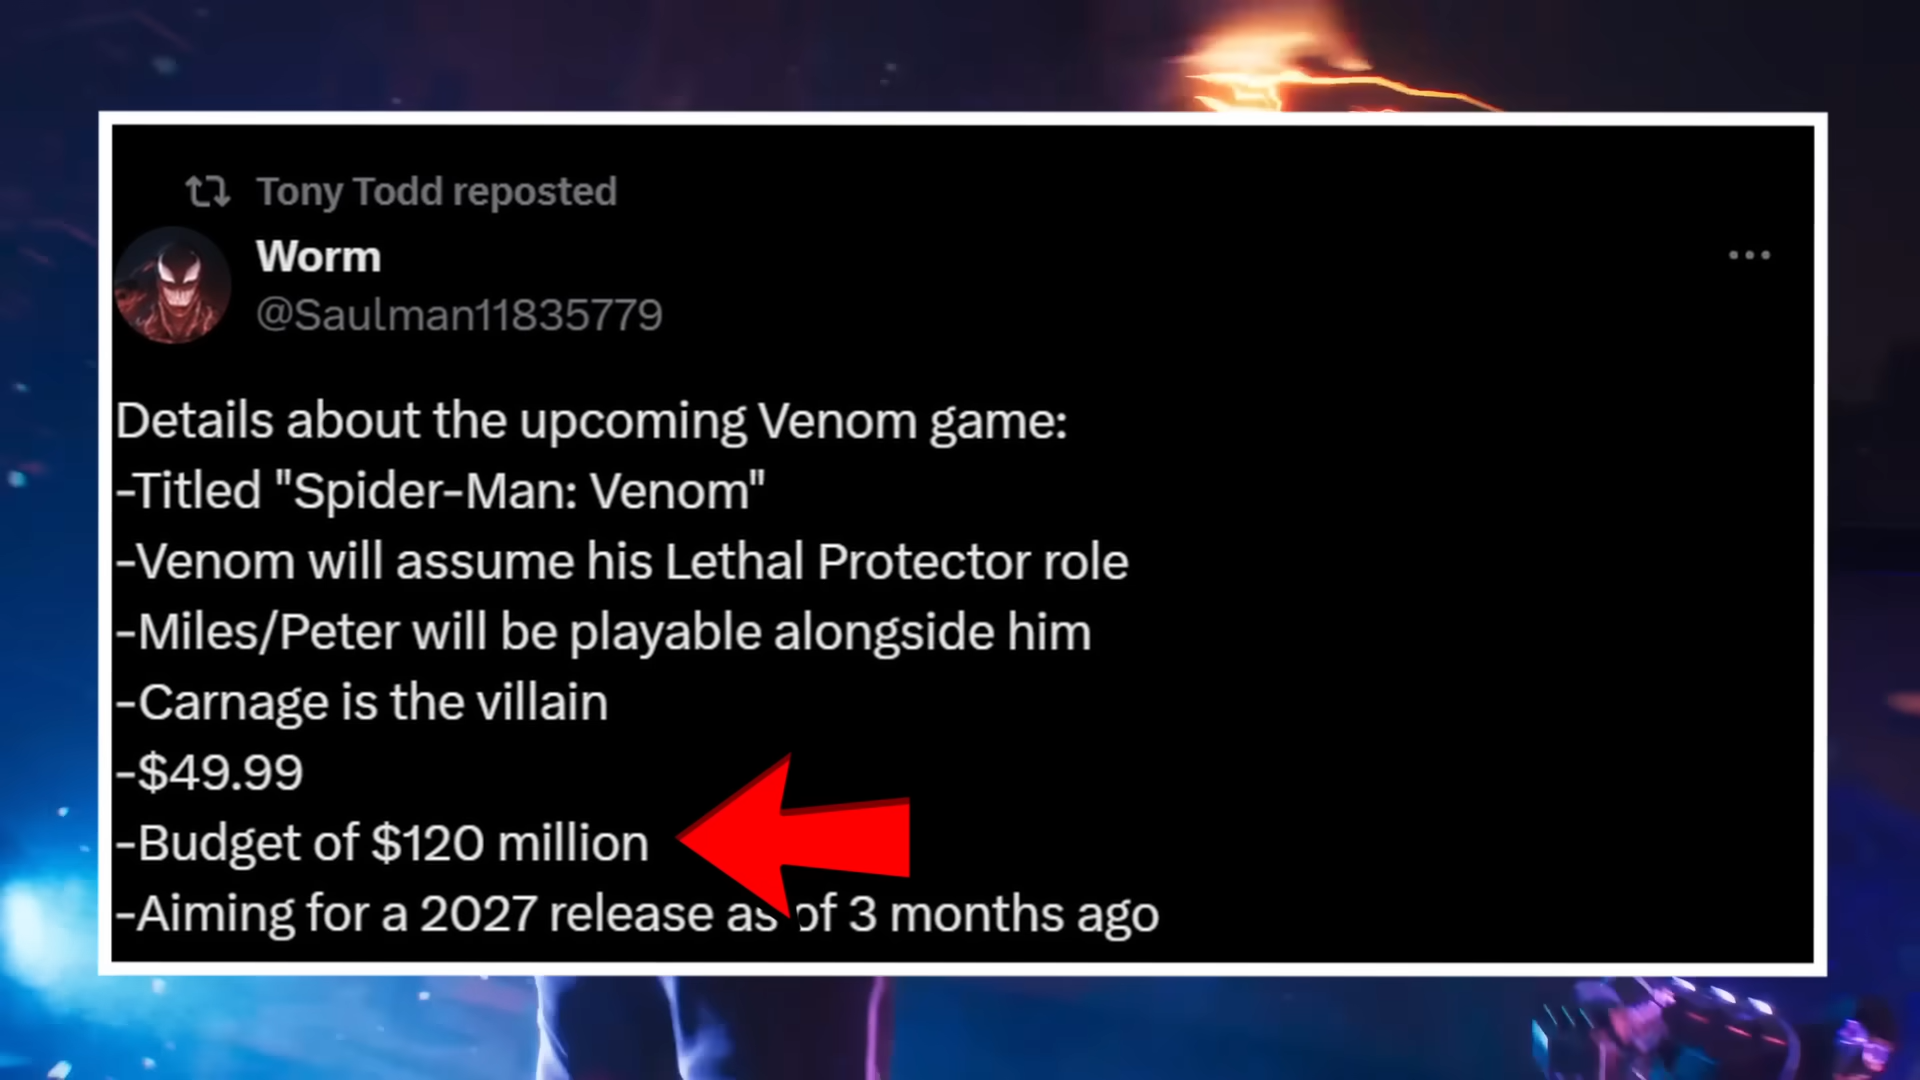 Tony Todd reposted
Worm
@Saulman11835779
Details about the upcoming Venom game:
-Titled "Spider-Man: Venom"
-Venom will assume his Lethal Protector role
-Miles/Peter will be playable alongside him
-Carnage is the villain
-$49.99
-Budget of $120 million
-Aiming for a 2027 release as of 3 months ago